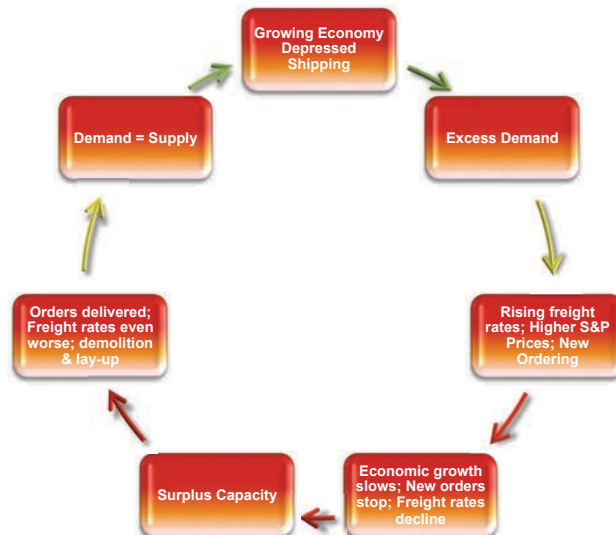 Growing Economy
Depressed
Shipping
Demand = Supply
Excess Demand
Orders delivered;
Freight rates even
worse; demolition
& lay-up
Rising freight
rates; Higher S&P
Prices; New
Ordering
Surplus Capacity
Economic growth
slows; New orders
stop; Freight rates
decline